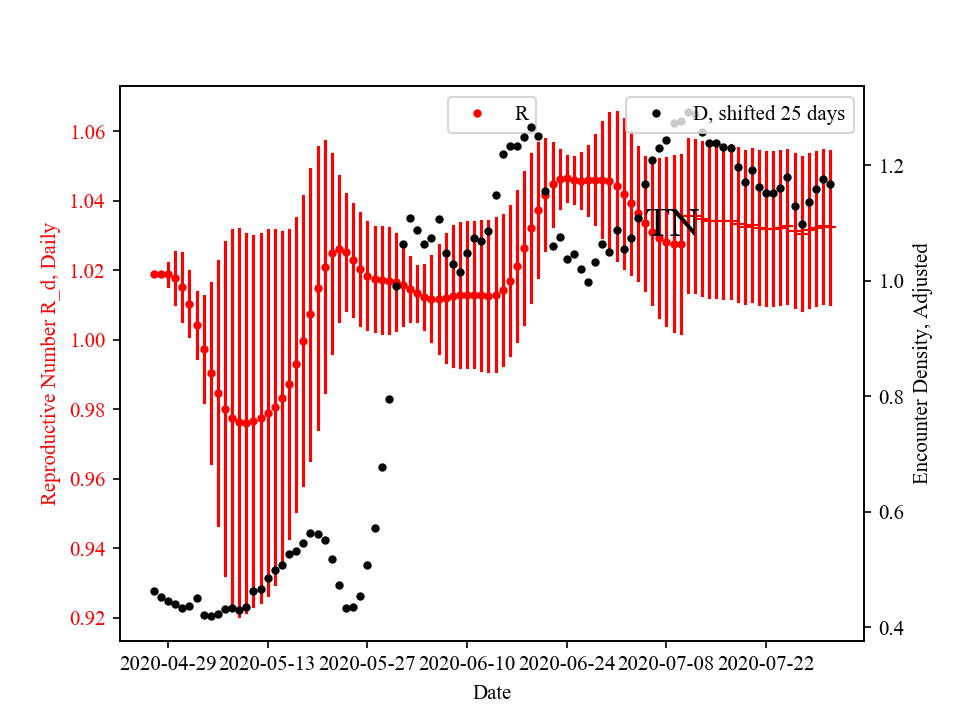 R
D, shifted 25 days
1.06
1.04
1.02
1.00
0.98
0.96
0.94
0.92
Reproductive Number R_d, Daily
TN
1.2
1.0
0.8
0.6
0.4
Encounter Density, Adjusted
2020-04-29 2020-05-13 2020-05-27 2020-06-10 2020-06-24 2020-07-08 2020-07-22
Date